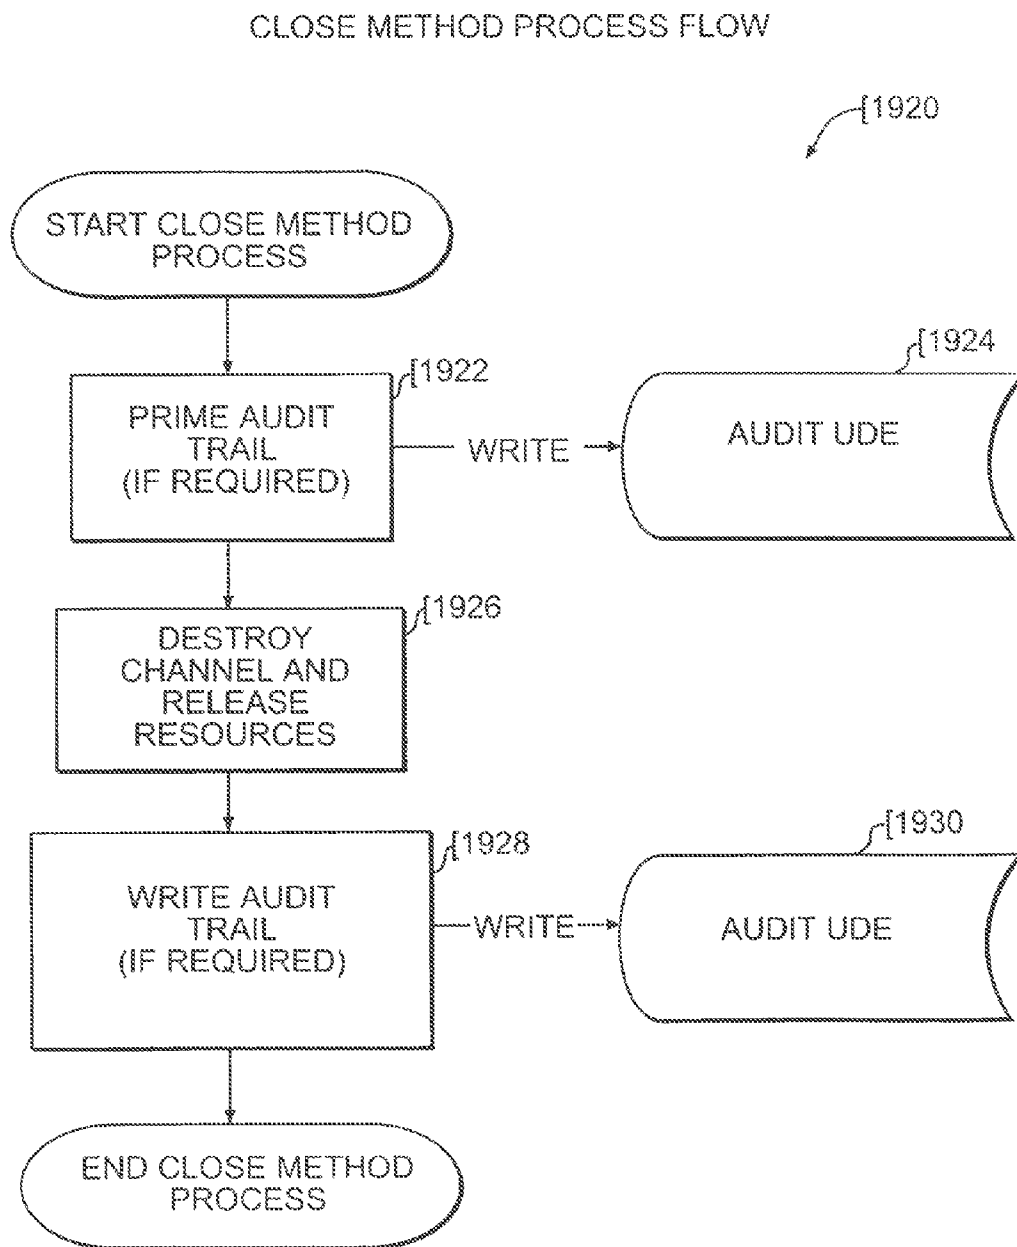 CLOSE METHOD PROCESS FLOW
[1920
START CLOSE METHOD
PROCESS
[1922
PRIME AUDIT
TRAIL
(IF REQUIRED)
WRITE
[1924
AUDIT UDE
[1926
DESTROY
CHANNEL AND
RELEASE
RESOURCES
[1928
WRITE AUDIT
TRAIL
(IF REQUIRED)
WRITE
[1930
AUDIT UDE
END CLOSE METHOD
PROCESS